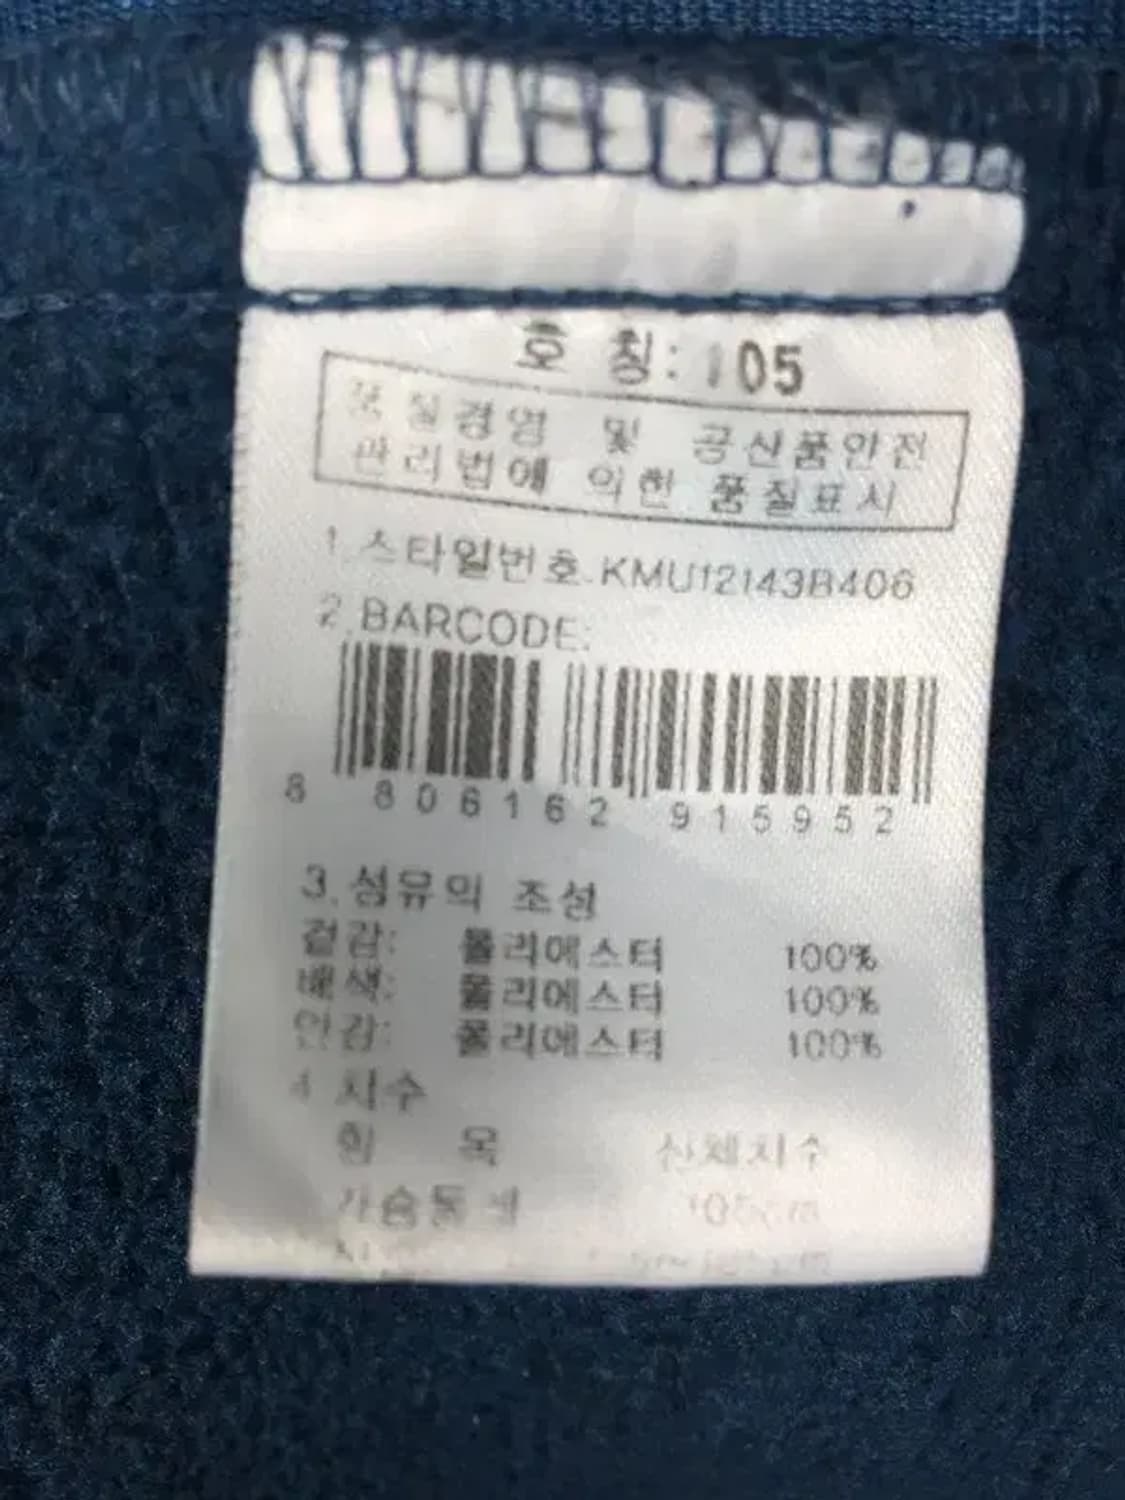 호 칭: 105
품질경영 및 공산품안전
관리법에 의한 품질표시
1.스타일번호.KMU12143B406
2.BARCODE:
8 806162 915952
3.섬유의 조성
겉감: 폴리에스터 100%
배색: 폴리에스터 100%
안감: 폴리에스터 100%
4.치수
항 목 신체치수
가슴둘레 105cm